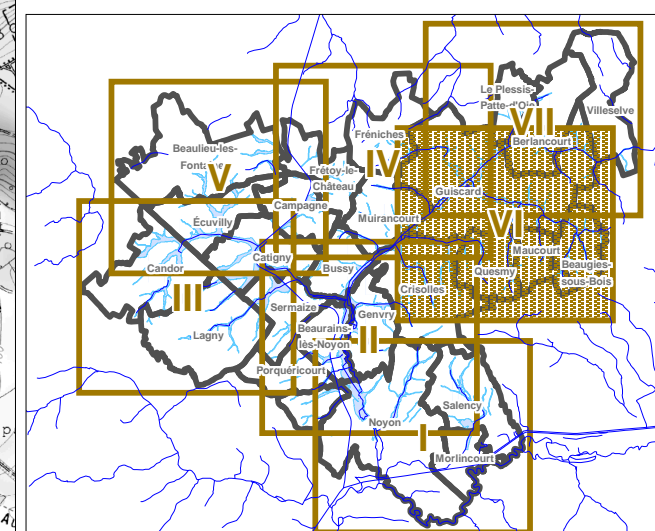 Le Plessis-
Patte-d'Oie
Villeselve
VII
Berlancourt
Fréniches
Beaulieu-les-
Fontaines
V
IV
Frétoy-le-
Château
Guiscard
Campagne
Muirancourt
VI
Écuvilly
Maucourt
Catigny
Candor
Bussy
Quesmy
Beaugies-
sous-Bois
Crisolles
III
Sermaize
Genvry
Beaurains-
lès-Noyon
II
Lagny
Porquéricourt
Salency
Noyon
I
Morlincourt